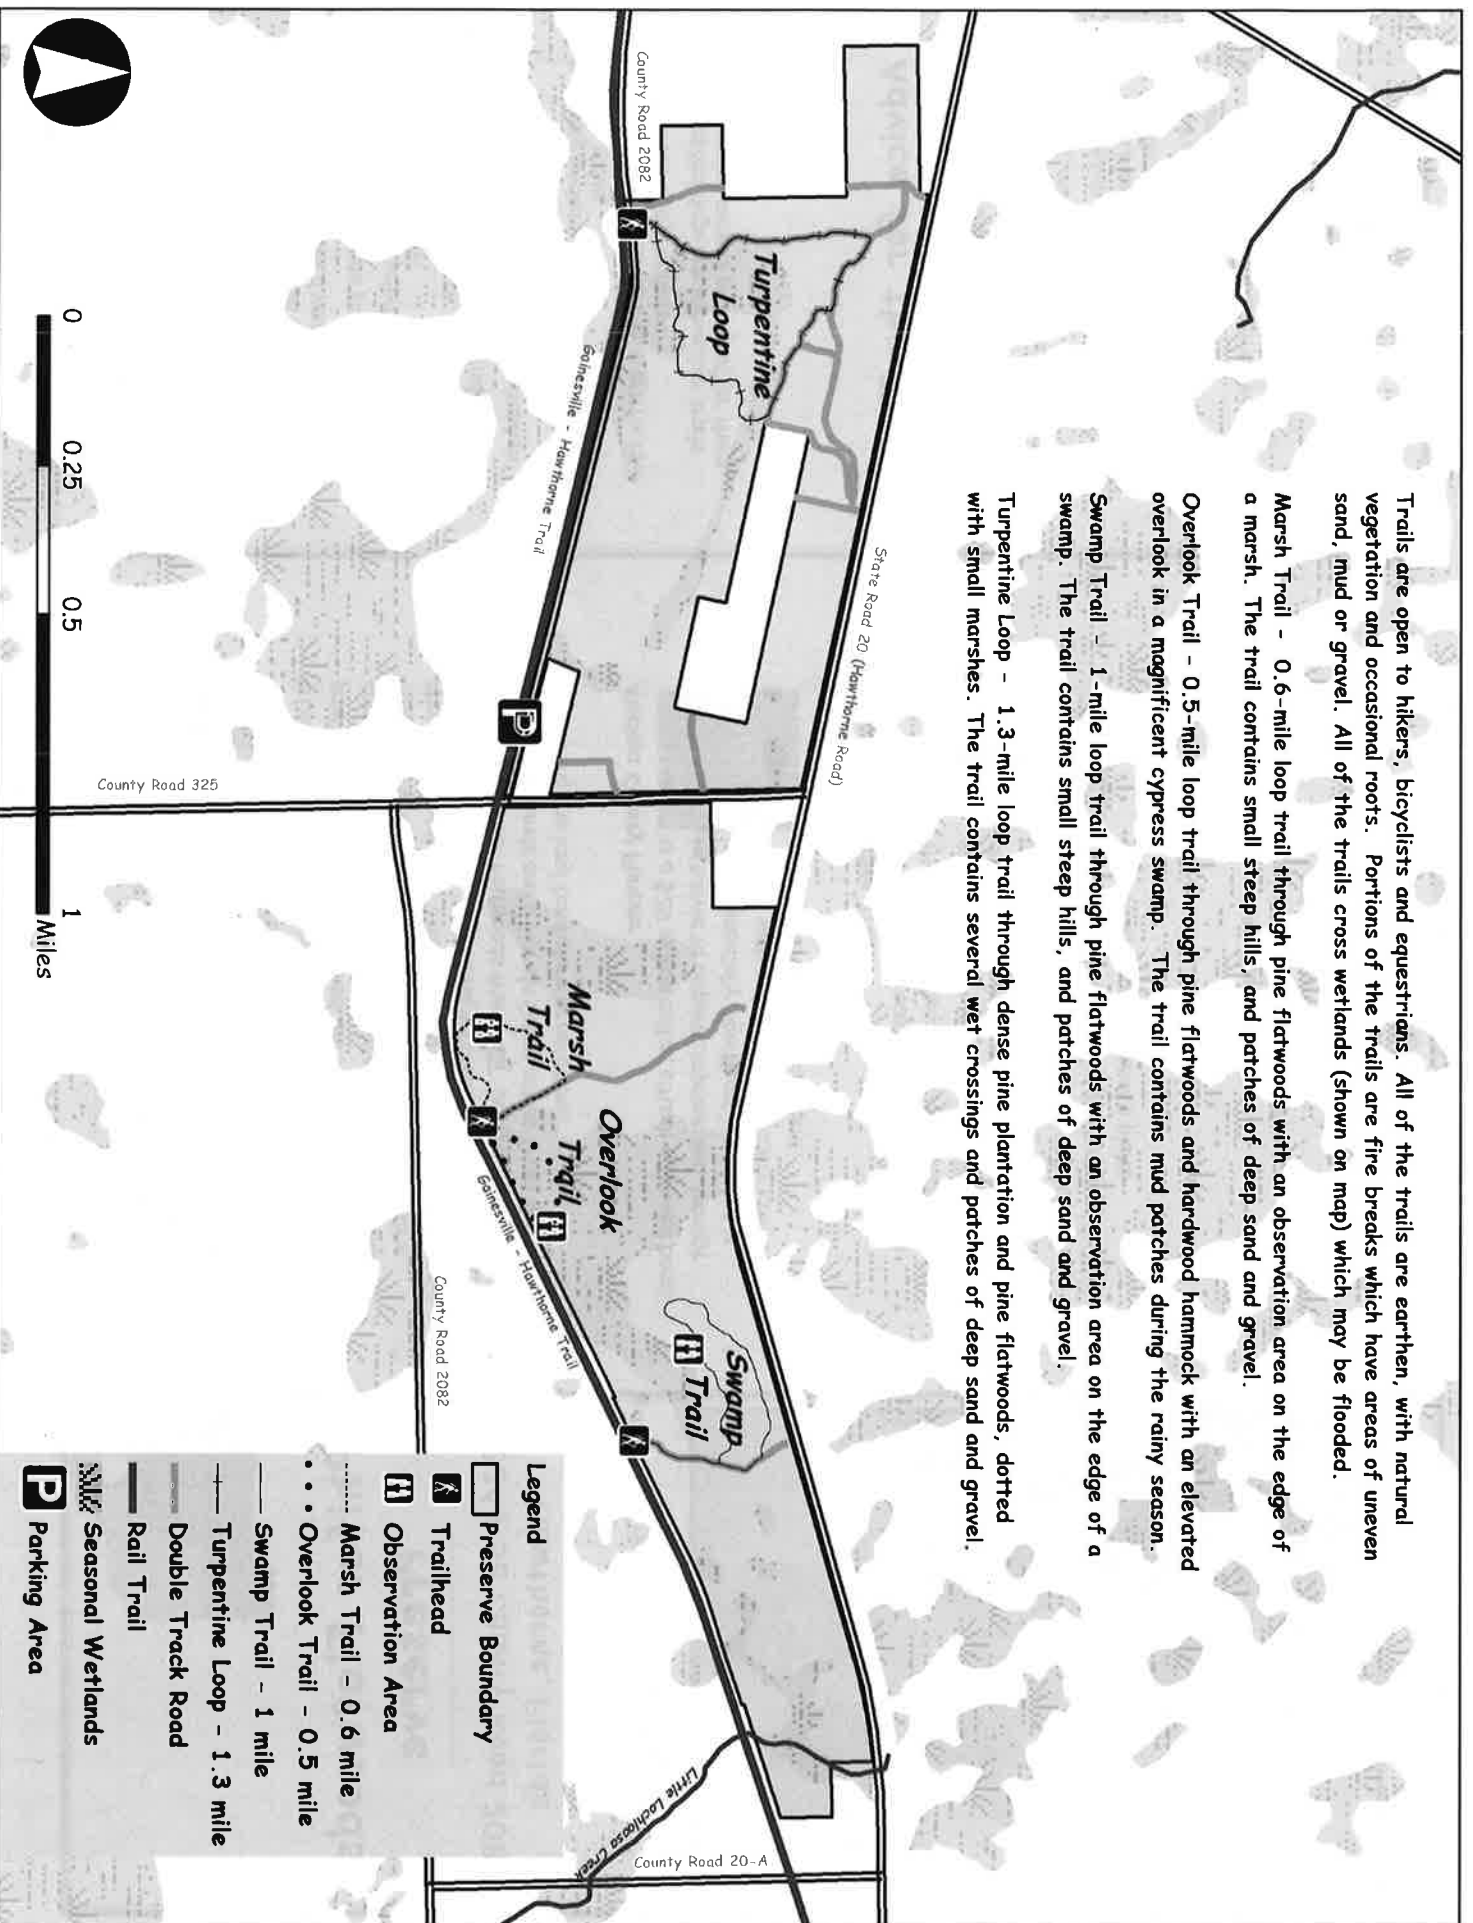 Trails are open to hikers, bicyclists and equestrians. All of the trails are earthen, with natural
vegetation and occasional roots. Portions of the trails are fire breaks which have areas of uneven
sand, mud or gravel. All of the trails cross wetlands (shown on map) which may be flooded.
Marsh Trail - 0.6-mile loop trail through pine flatwoods with an observation area on the edge of
a marsh. The trail contains small steep hills, and patches of deep sand and gravel.
Overlook Trail - 0.5-mile loop trail through pine flatwoods and hardwood hammock with an elevated
overlook in a magnificent cypress swamp. The trail contains mud patches during the rainy season.
Swamp Trail - 1-mile loop trail through pine flatwoods with an observation area on the edge of a
swamp. The trail contains small steep hills, and patches of deep sand and gravel.
Turpentine Loop - 1.3-mile loop trail through dense pine plantation and pine flatwoods, dotted
with small marshes. The trail contains several wet crossings and patches of deep sand and gravel.
State Road 20 (Hawthorne Road)
County Road 2082
Turpentine
Loop
Gainesville - Hawthorne Trail
P
County Road 325
Marsh
Trail
Overlook
Trail
Swamp
Trail
Gainesville - Hawthorne Trail
County Road 2082
Little Lochloosa Creek
County Road 20-A
0
0.25
0.5
1
Miles
Legend
Preserve Boundary
Trailhead
Observation Area
Marsh Trail - 0.6 mile
Overlook Trail - 0.5 mile
Swamp Trail - 1 mile
Turpentine Loop - 1.3 mile
Double Track Road
Rail Trail
Seasonal Wetlands
P Parking Area